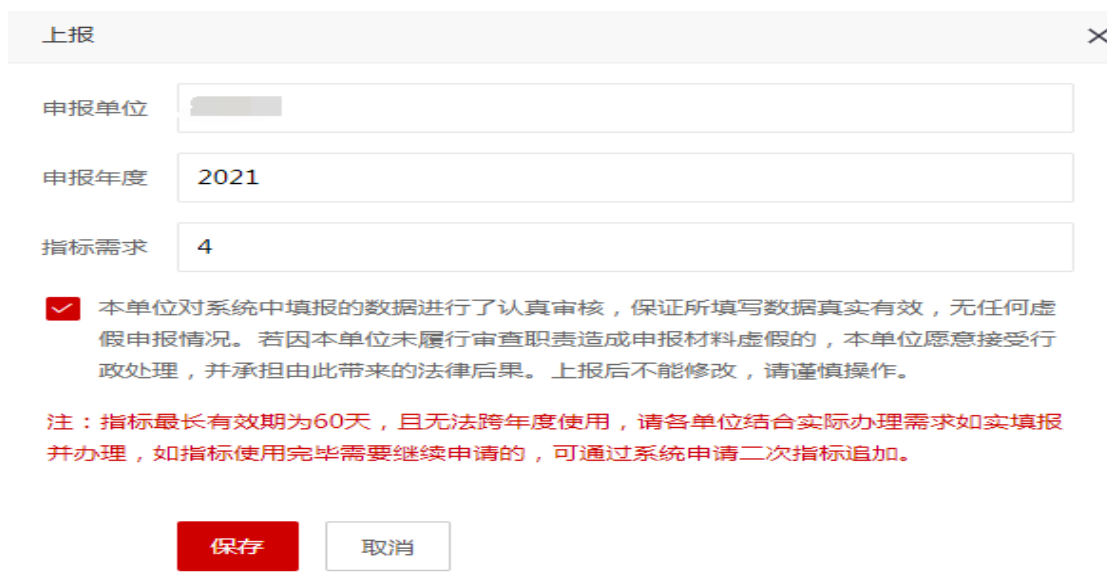 上报
申报单位
申报年度 2021
指标需求 4
本单位对系统中填报的数据进行了认真审核，保证所填写数据真实有效，无任何虚
假申报情况。若因本单位未履行审查职责造成申报材料虚假的，本单位愿意接受行
政处理，并承担由此带来的法律后果。上报后不能修改，请谨慎操作。
注：指标最长有效期为60天，且无法跨年度使用，请各单位结合实际办理需求如实填报
并办理，如指标使用完毕需要继续申请的，可通过系统申请二次指标追加。
保存 取消